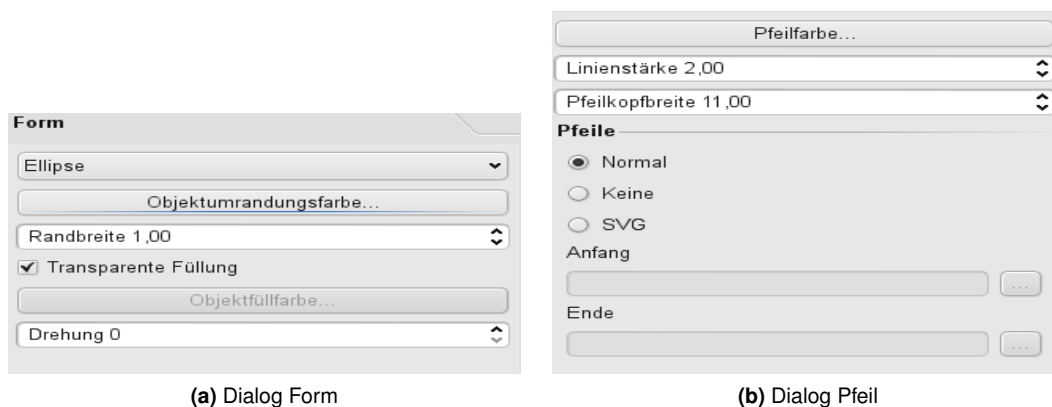 Form
Ellipse
Objektumrandungsfarbe...
Randbreite 1,00
Transparente Füllung
Objektfüllfarbe...
Drehung 0
(a) Dialog Form
Pfeilfarbe...
Linienstärke 2,00
Pfeilkopfbreite 11,00
Pfeile
Normal
Keine
SVG
Anfang
...
Ende
...
(b) Dialog Pfeil